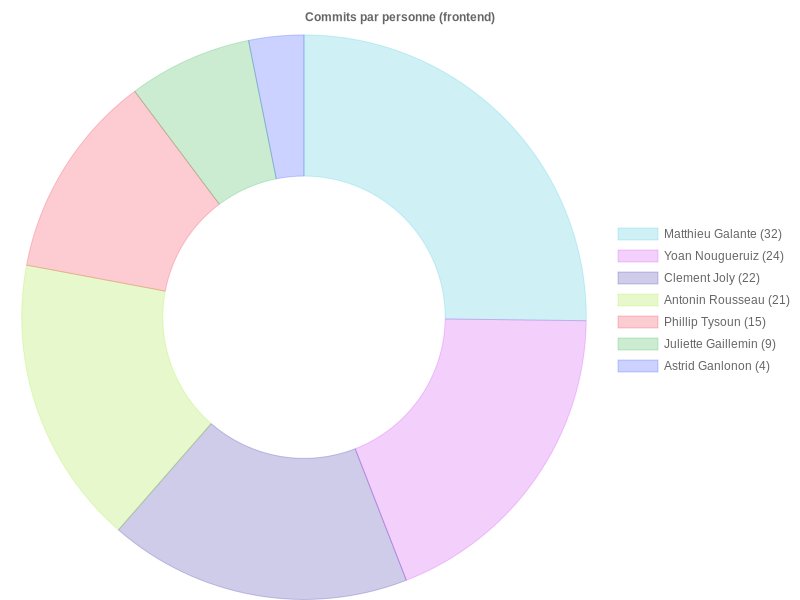 Commits par personne (frontend)
Matthieu Galante (32)
Yoan Nougueruiz (24)
Clement Joly (22)
Antonin Rousseau (21)
Phillip Tysoun (15)
Juliette Gaillemin (9)
Astrid Ganlonon (4)